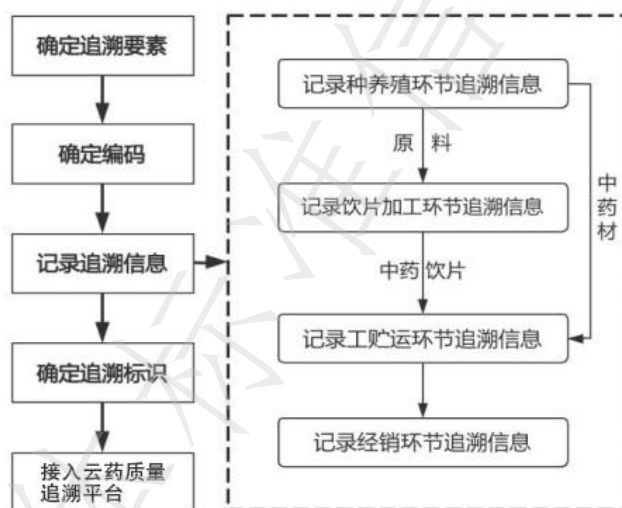 确定追溯要素
确定编码
记录追溯信息
确定追溯标识
接入云药质量
追溯平台
记录种养殖环节追溯信息
原 料
记录饮片加工环节追溯信息
中药 饮片
中药材
记录工贮运环节追溯信息
记录经销环节追溯信息